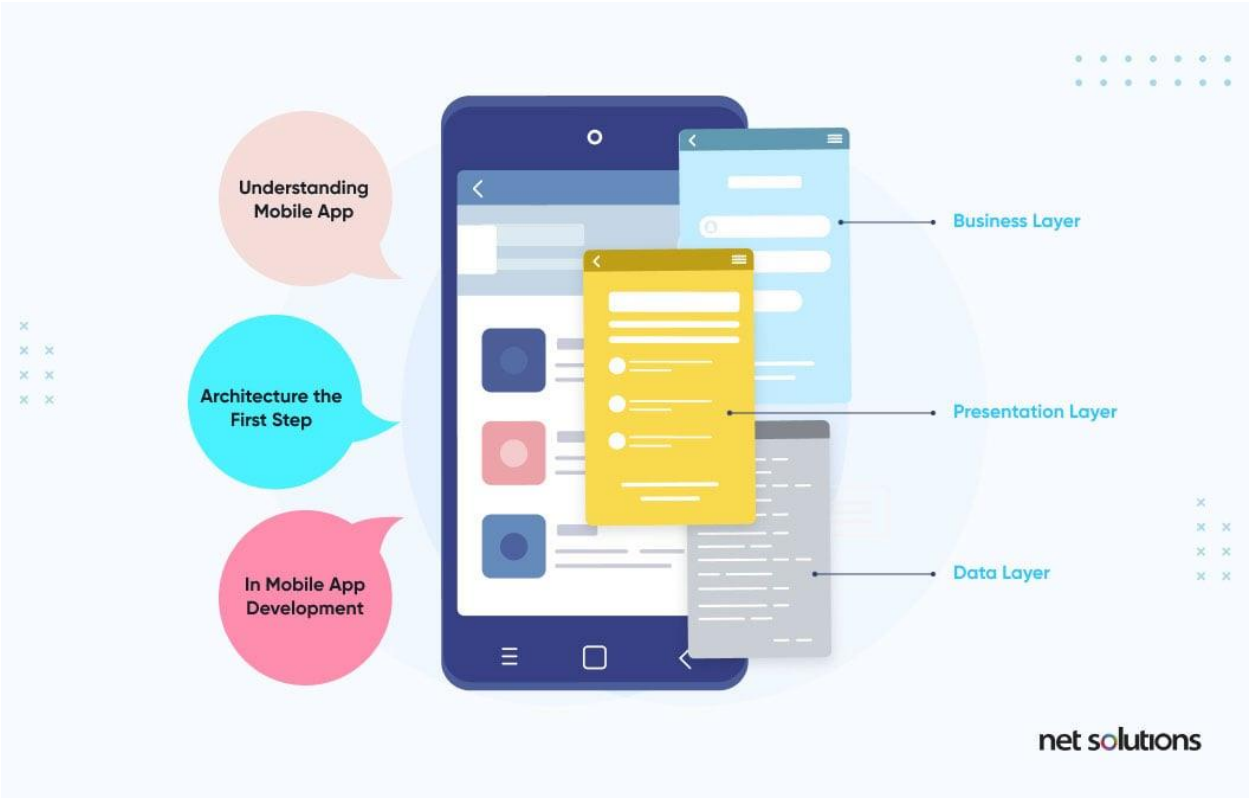 Understanding
Mobile App
Architecture the
First Step
In Mobile App
Development
Business Layer
Presentation Layer
Data Layer
net solutions